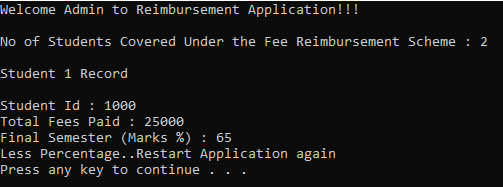 Welcome Admin to Reimbursement Application!!!
No of Students Covered Under the Fee Reimbursement Scheme : 2
Student 1 Record
Student Id : 1000
Total Fees Paid : 25000
Final Semester (Marks %) : 65
Less Percentage..Restart Application again
Press any key to continue . . .